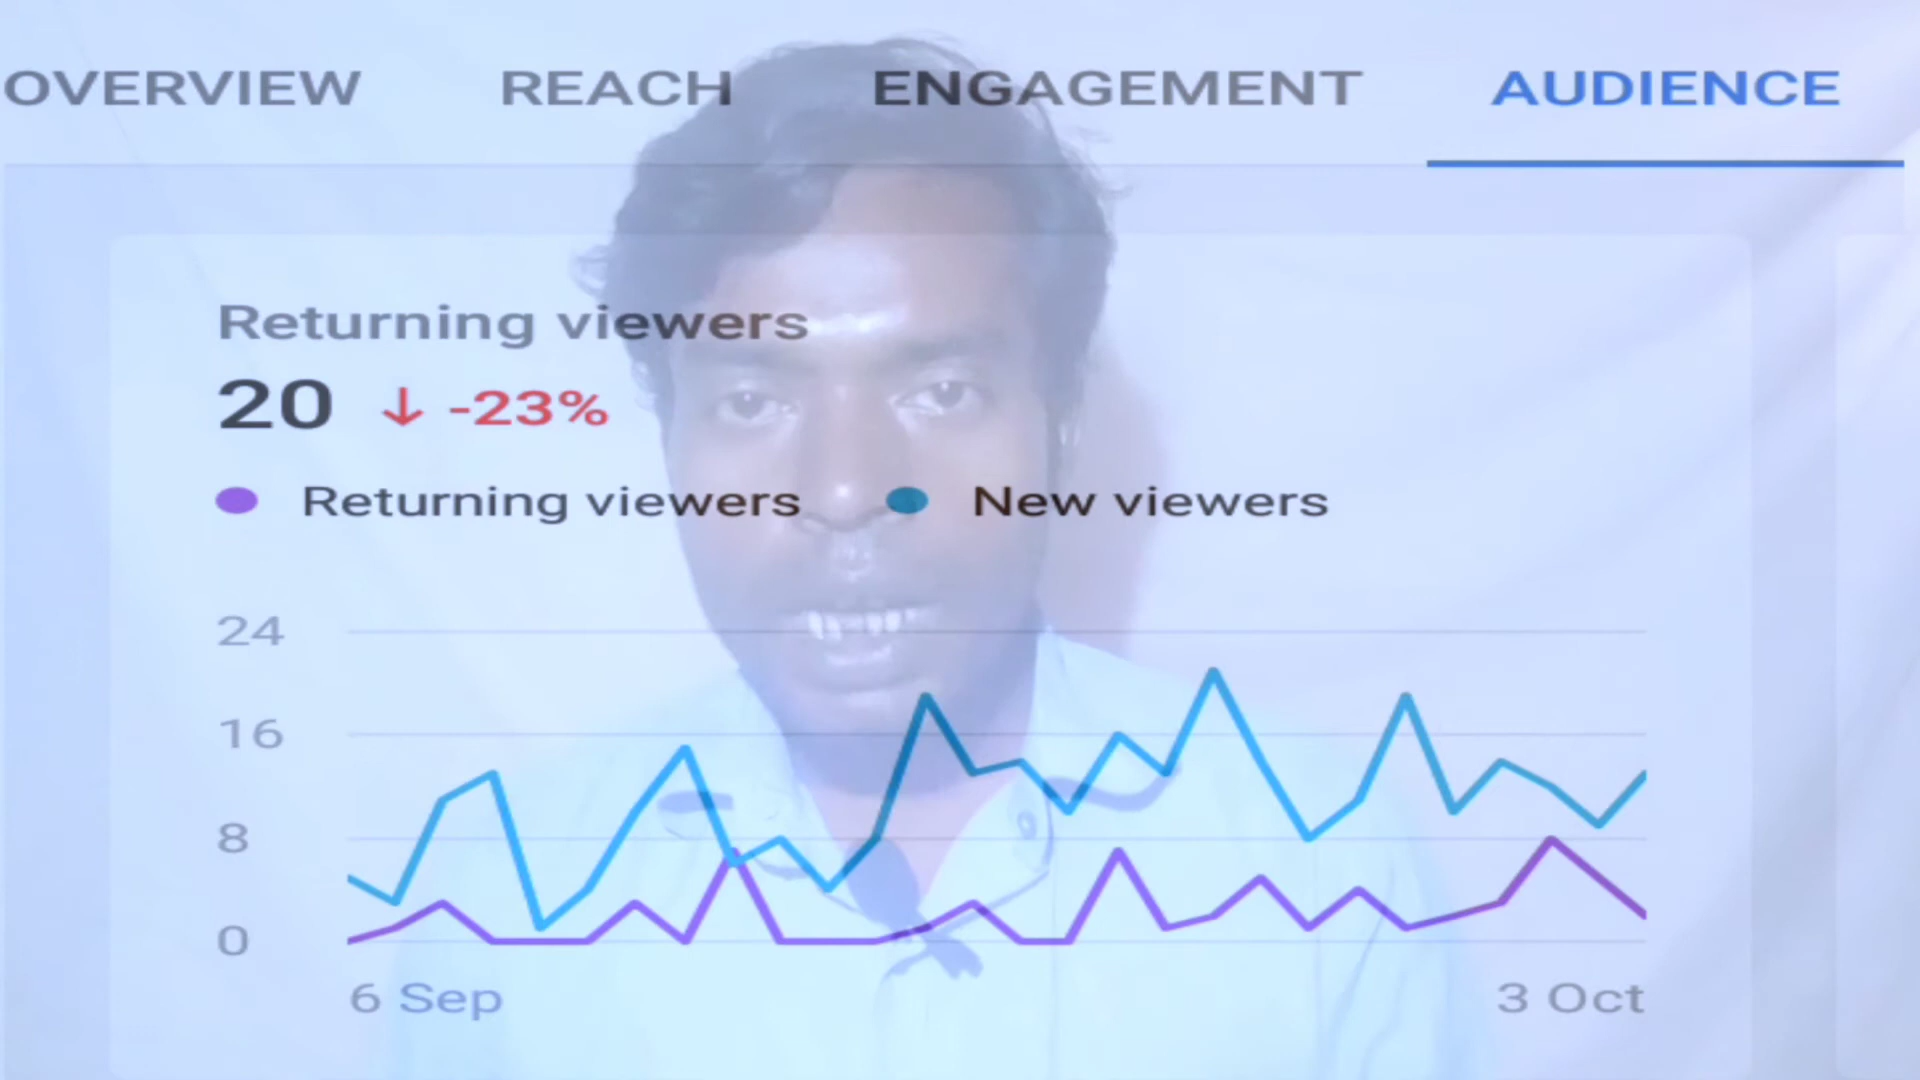 OVERVIEW REACH ENGAGEMENT AUDIENCE
Returning viewers
20 ↓ -23%
Returning viewers New viewers
24
16
8
0
6 Sep 3 Oct